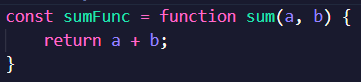 const sumFunc = function sum(a, b) {
    return a + b;
}